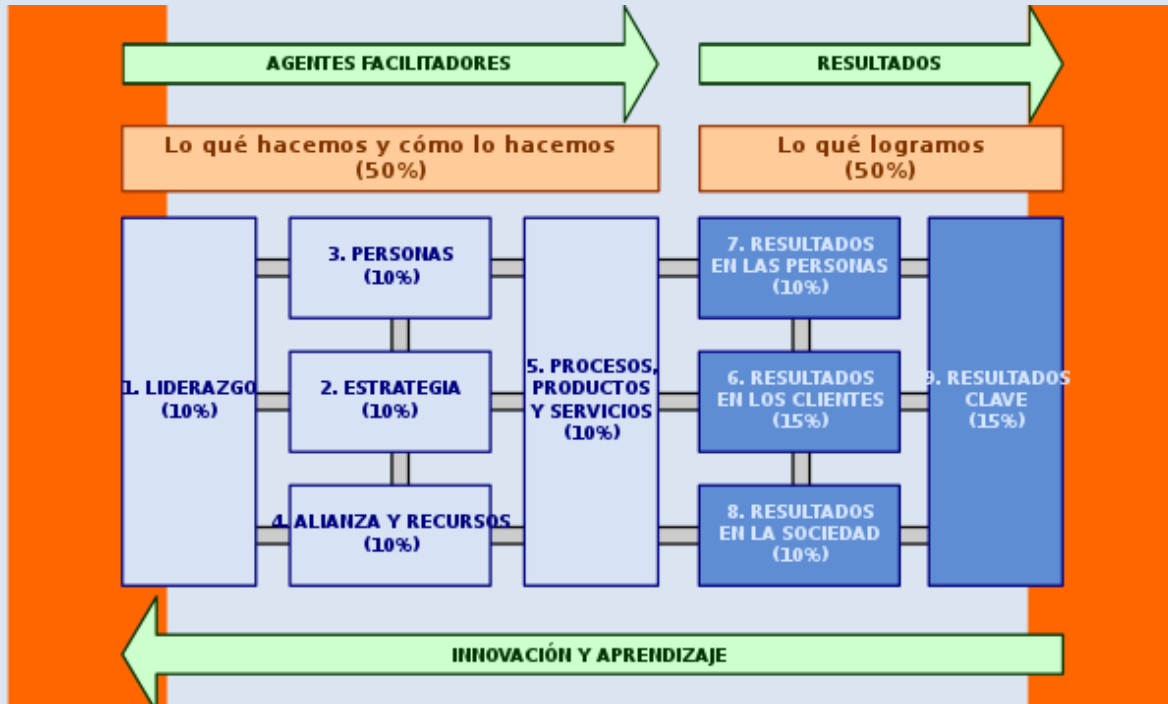 AGENTES FACILITADORES
RESULTADOS
Lo qué hacemos y cómo lo hacemos
(50%)
Lo qué logramos
(50%)
1. LIDERAZGO
(10%)
3. PERSONAS
(10%)
2. ESTRATEGIA
(10%)
4. ALIANZA Y RECURSOS
(10%)
5. PROCESOS,
PRODUCTOS
Y SERVICIOS
(10%)
7. RESULTADOS
EN LAS PERSONAS
(10%)
6. RESULTADOS
EN LOS CLIENTES
(15%)
8. RESULTADOS
EN LA SOCIEDAD
(10%)
9. RESULTADOS
CLAVE
(15%)
INNOVACIÓN Y APRENDIZAJE